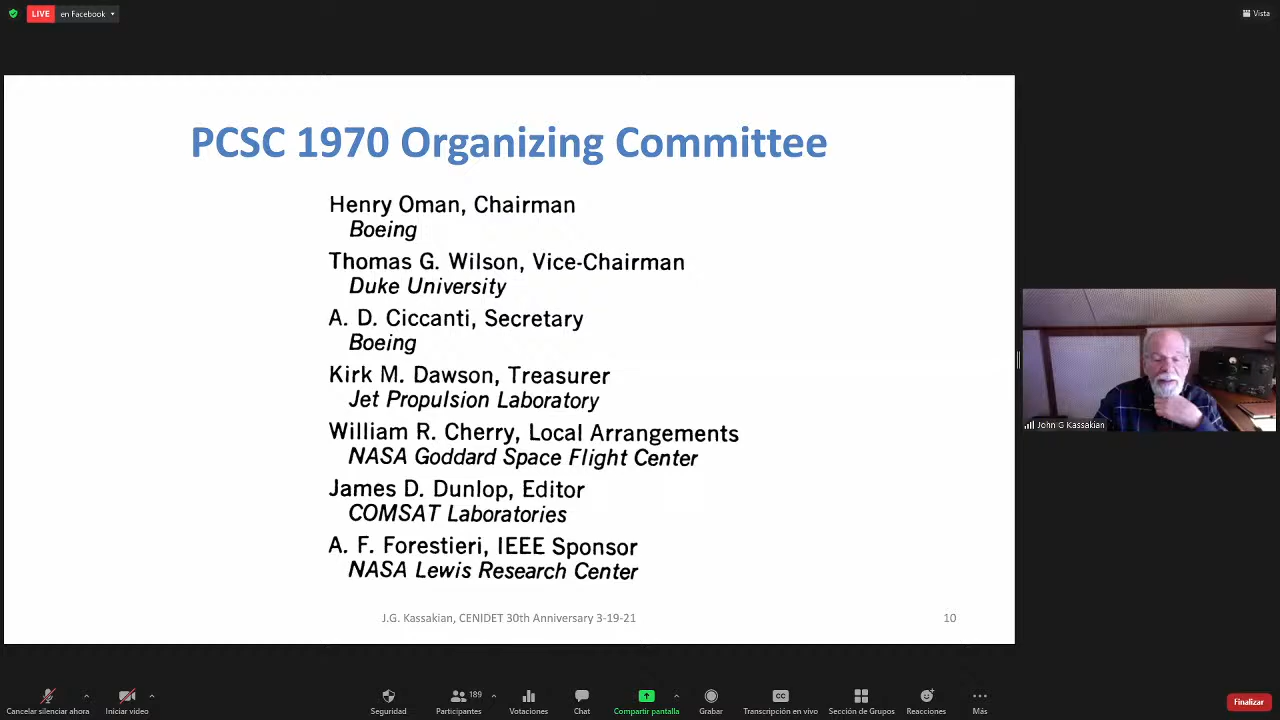 LIVE en Facebook
Vista
PCSC 1970 Organizing Committee
Henry Oman, Chairman
Boeing
Thomas G. Wilson, Vice-Chairman
Duke University
A. D. Ciccanti, Secretary
Boeing
Kirk M. Dawson, Treasurer
Jet Propulsion Laboratory
William R. Cherry, Local Arrangements
NASA Goddard Space Flight Center
James D. Dunlop, Editor
COMSAT Laboratories
A. F. Forestieri, IEEE Sponsor
NASA Lewis Research Center
J.G. Kassakian, CENIDET 30th Anniversary 3-19-21
10
John G Kassakian
Cancelar silenciar ahora
Iniciar video
Seguridad
189
Participantes
Votaciones
Chat
Compartir pantalla
Grabar
CC
Transcripción en vivo
Sección de Grupos
Reacciones
Más
Finalizar